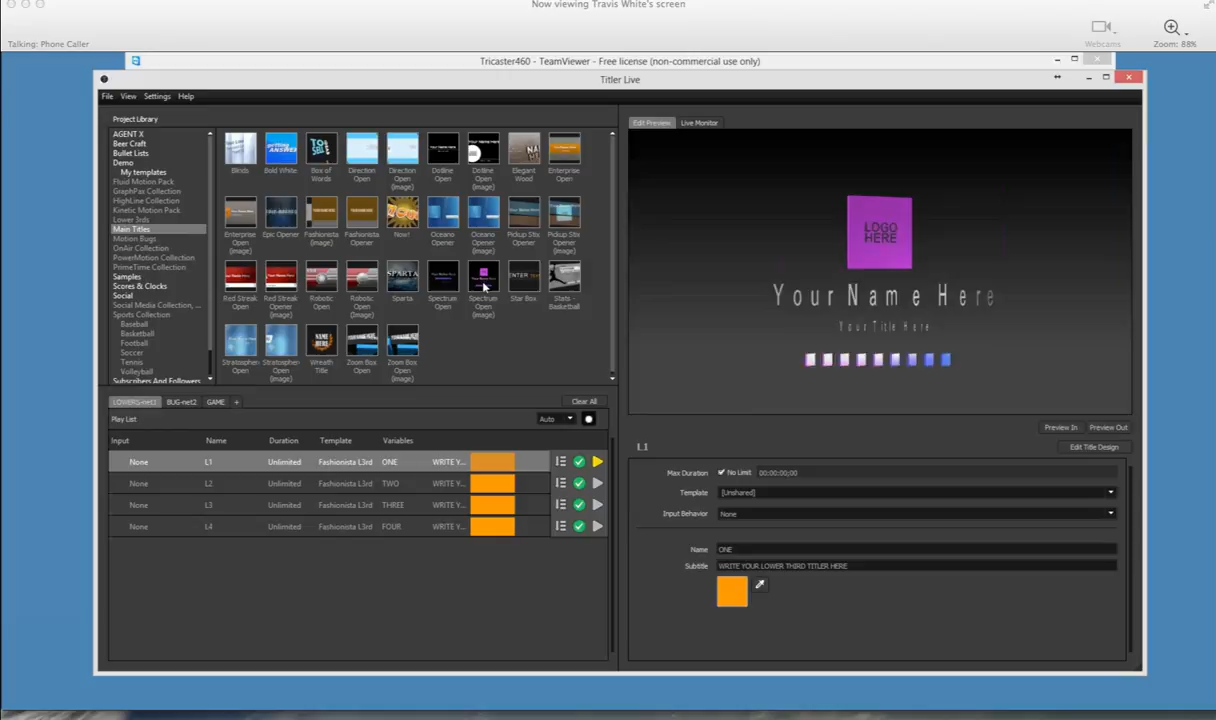 Now viewing Travis White's screen
Talking: Phone Caller
Webcams
Zoom: 88%
Tricaster460 - TeamViewer - Free license (non-commercial use only)
Titler Live
File View Settings Help
Project Library
AGENT X
Beer Craft
Bullet Lists
Demo
My templates
Fluid Motion Pack
GraphPax Collection
HighLine Collection
Kinetic Motion Pack
Lower 3rds
Main Titles
Motion Bugs
OnAir Collection
PowerMotion Collection
PrimeTime Collection
Samples
Scores & Clocks
Social
Social Media Collection, ...
Sports Collection
Baseball
Basketball
Football
Soccer
Tennis
Volleyball
Subscribers And Followers
Blinds
Bold White
Box of Words
Direction Open
Direction Open (image)
Dotline Open
Dotline Open (image)
Elegant Wood
Enterprise Open
Enterprise Open (image)
Epic Opener
Fashionista (image)
Fashionista Opener
Now!
Oceano Opener
Oceano Opener (image)
Pickup Stix Open
Pickup Stix Opener (image)
Red Streak Open
Red Streak Opener (image)
Robotic Open
Robotic Open (image)
Sparta
Spectrum Open
Spectrum Open (image)
Star Box
Stats - Basketball
Stratosphere Open
Stratosphere Open (image)
Wreath Title
Zoom Box Open
Zoom Box Open (image)
Edit Preview Live Monitor
LOGO
HERE
Your Name Here
Your Title Here
Preview In Preview Out
LOWERS-net1 BUG-net2 GAME + Clear All
Play List Auto
Input Name Duration Template Variables
None L1 Unlimited Fashionista L3rd ONE WRITE Y...
None L2 Unlimited Fashionista L3rd TWO WRITE Y...
None L3 Unlimited Fashionista L3rd THREE WRITE Y...
None L4 Unlimited Fashionista L3rd FOUR WRITE Y...
L1
Edit Title Design
Max Duration No Limit 00:00:00;00
Template [Unshared]
Input Behavior None
Name ONE
Subtitle WRITE YOUR LOWER THIRD TITLER HERE